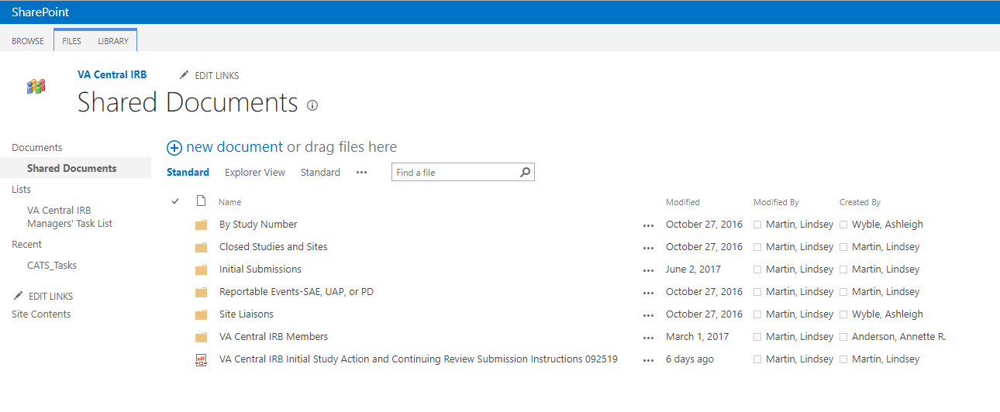 SharePoint
BROWSE FILES LIBRARY
VA Central IRB EDIT LINKS
Shared Documents
Documents
Shared Documents
Lists
VA Central IRB
Managers' Task List
Recent
CATS_Tasks
EDIT LINKS
Site Contents
new document or drag files here
Standard Explorer View Standard ••• Find a file
Name Modified Modified By Created By
By Study Number ••• October 27, 2016 Martin, Lindsey Wyble, Ashleigh
Closed Studies and Sites ••• October 27, 2016 Martin, Lindsey Martin, Lindsey
Initial Submissions ••• June 2, 2017 Martin, Lindsey Martin, Lindsey
Reportable Events-SAE, UAP, or PD ••• October 27, 2016 Martin, Lindsey Martin, Lindsey
Site Liaisons ••• October 27, 2016 Martin, Lindsey Wyble, Ashleigh
VA Central IRB Members ••• March 1, 2017 Martin, Lindsey Anderson, Annette R.
pdf VA Central IRB Initial Study Action and Continuing Review Submission Instructions 092519 ••• 6 days ago Martin, Lindsey Martin, Lindsey